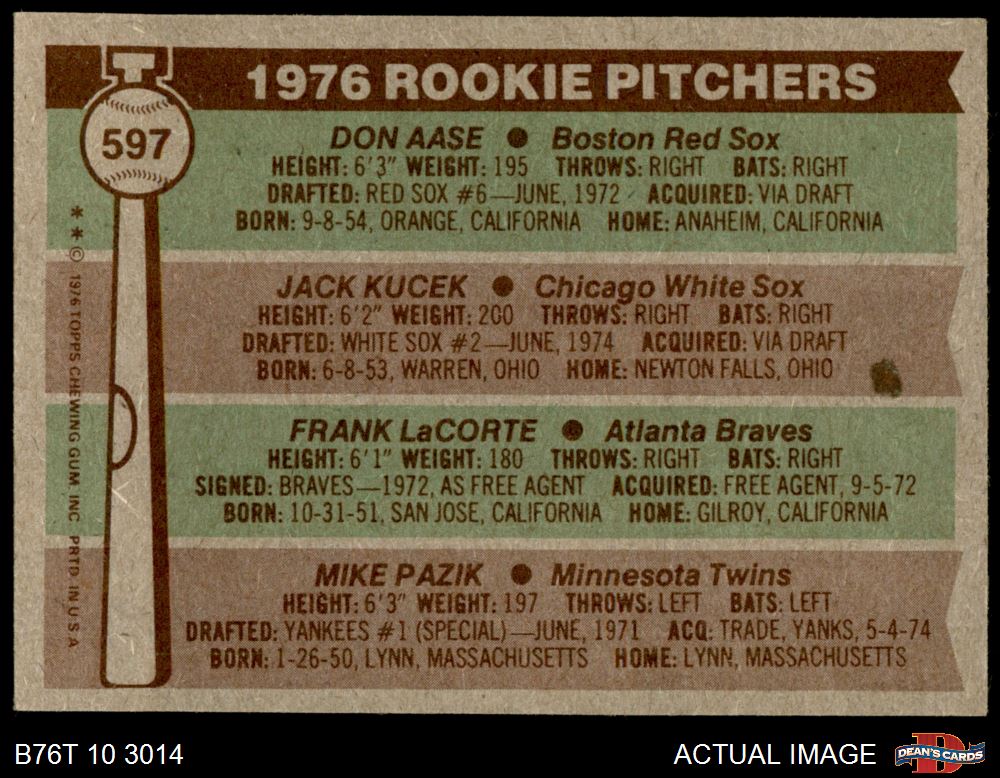 1976 ROOKIE PITCHERS
597
DON AASE ● Boston Red Sox
HEIGHT: 6'3" WEIGHT: 195 THROWS: RIGHT BATS: RIGHT
DRAFTED: RED SOX #6—JUNE, 1972 ACQUIRED: VIA DRAFT
BORN: 9-8-54, ORANGE, CALIFORNIA HOME: ANAHEIM, CALIFORNIA
JACK KUCEK ● Chicago White Sox
HEIGHT: 6'2" WEIGHT: 200 THROWS: RIGHT BATS: RIGHT
DRAFTED: WHITE SOX #2—JUNE, 1974 ACQUIRED: VIA DRAFT
BORN: 6-8-53, WARREN, OHIO HOME: NEWTON FALLS, OHIO
FRANK LaCORTE ● Atlanta Braves
HEIGHT: 6'1" WEIGHT: 180 THROWS: RIGHT BATS: RIGHT
SIGNED: BRAVES—1972, AS FREE AGENT ACQUIRED: FREE AGENT, 9-5-72
BORN: 10-31-51, SAN JOSE, CALIFORNIA HOME: GILROY, CALIFORNIA
MIKE PAZIK ● Minnesota Twins
HEIGHT: 6'3" WEIGHT: 197 THROWS: LEFT BATS: LEFT
DRAFTED: YANKEES #1 (SPECIAL)—JUNE, 1971 ACQ: TRADE, YANKS, 5-4-74
BORN: 1-26-50, LYNN, MASSACHUSETTS HOME: LYNN, MASSACHUSETTS
* * © 1976 TOPPS CHEWING GUM, INC. PRTD. IN U S A
B76T 10 3014
ACTUAL IMAGE
D
DEAN'S CARDS